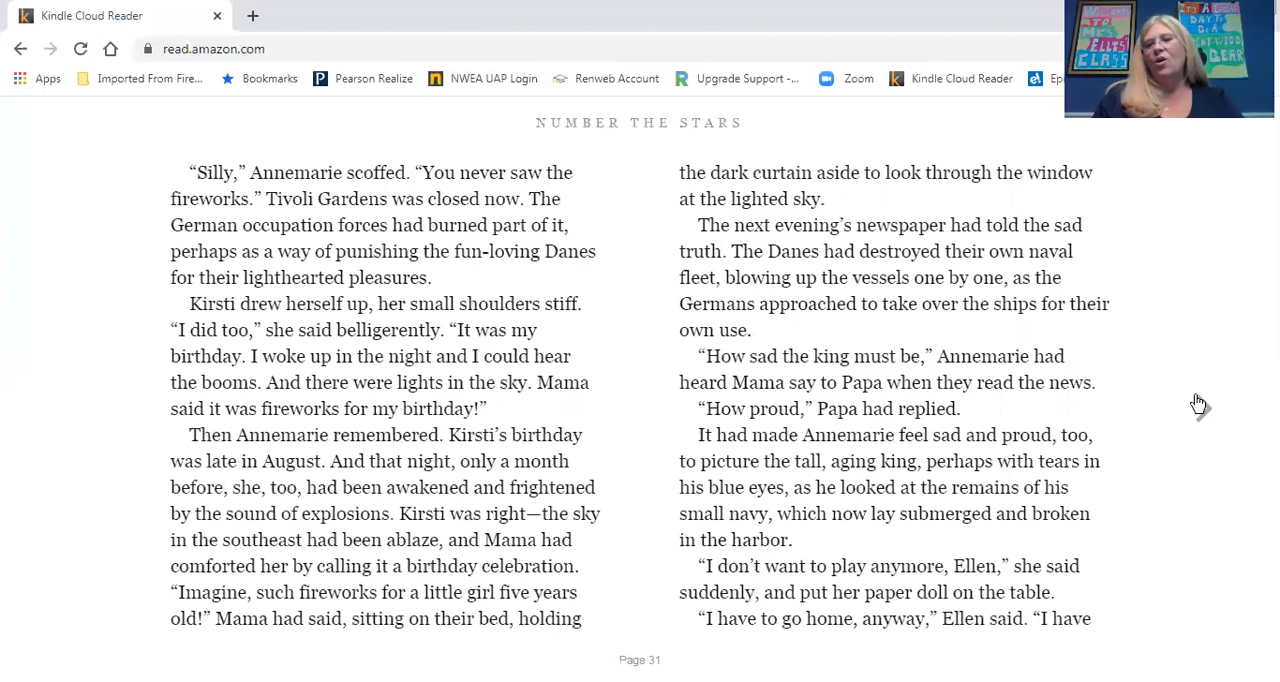 Kindle Cloud Reader
read.amazon.com
Apps
Imported From Fire...
Bookmarks
Pearson Realize
NWEA UAP Login
Renweb Account
Upgrade Support -...
Zoom
Kindle Cloud Reader
TO
MRS
ELLIS'
CLASS
IT'S A
DAY TO
BE A
BEAR
NUMBER THE STARS
“Silly,” Annemarie scoffed. “You never saw the
fireworks.” Tivoli Gardens was closed now. The
German occupation forces had burned part of it,
perhaps as a way of punishing the fun-loving Danes
for their lighthearted pleasures.
Kirsti drew herself up, her small shoulders stiff.
“I did too,” she said belligerently. “It was my
birthday. I woke up in the night and I could hear
the booms. And there were lights in the sky. Mama
said it was fireworks for my birthday!”
Then Annemarie remembered. Kirsti’s birthday
was late in August. And that night, only a month
before, she, too, had been awakened and frightened
by the sound of explosions. Kirsti was right—the sky
in the southeast had been ablaze, and Mama had
comforted her by calling it a birthday celebration.
“Imagine, such fireworks for a little girl five years
old!” Mama had said, sitting on their bed, holding
the dark curtain aside to look through the window
at the lighted sky.
The next evening’s newspaper had told the sad
truth. The Danes had destroyed their own naval
fleet, blowing up the vessels one by one, as the
Germans approached to take over the ships for their
own use.
“How sad the king must be,” Annemarie had
heard Mama say to Papa when they read the news.
“How proud,” Papa had replied.
It had made Annemarie feel sad and proud, too,
to picture the tall, aging king, perhaps with tears in
his blue eyes, as he looked at the remains of his
small navy, which now lay submerged and broken
in the harbor.
“I don’t want to play anymore, Ellen,” she said
suddenly, and put her paper doll on the table.
“I have to go home, anyway,” Ellen said. “I have
Page 31